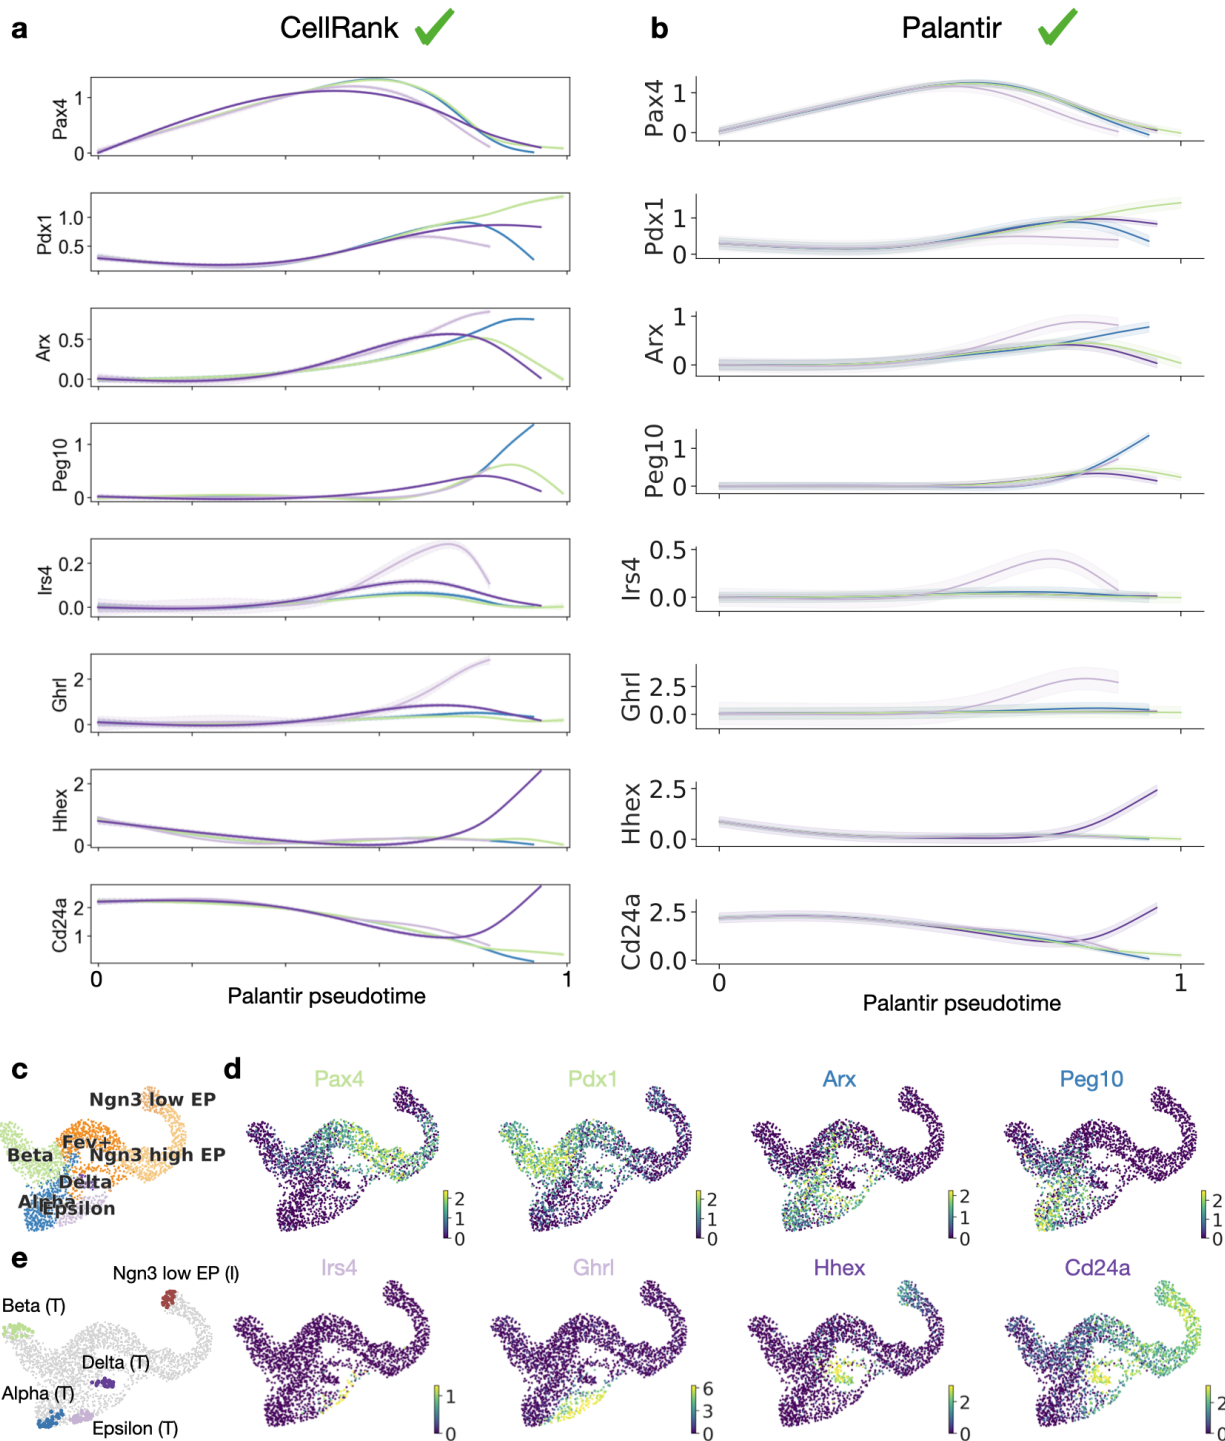 a
CellRank
b
Palantir
Pax4
1
0
Pax4
1
0
Pdx1
1.0
0.5
Pdx1
1
0
Arx
0.5
0.0
Arx
1
0
Peg10
1
0
Peg10
1
0
Irs4
0.2
0.0
Irs4
0.5
0.0
Ghrl
2
0
Ghrl
2.5
0.0
Hhex
2
0
Hhex
2.5
0.0
Cd24a
2
1
Cd24a
2.5
0.0
0
1
Palantir pseudotime
0
1
Palantir pseudotime
c
Ngn3 low EP
Fev+
Beta
Ngn3 high EP
Delta
Alpha
Epsilon
d
Pax4
2
1
0
Pdx1
2
1
0
Arx
2
1
0
Peg10
2
1
0
e
Ngn3 low EP (I)
Beta (T)
Delta (T)
Alpha (T)
Epsilon (T)
Irs4
1
0
Ghrl
6
3
0
Hhex
2
0
Cd24a
2
0